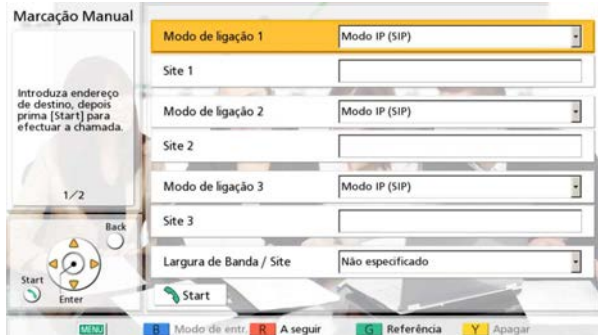 Marcação Manual
Introduza endereço
de destino, depois
prima [Start] para
efectuar a chamada.
1/2
Back
Start
Enter
Modo de ligação 1 Modo IP (SIP)
Site 1
Modo de ligação 2 Modo IP (SIP)
Site 2
Modo de ligação 3 Modo IP (SIP)
Site 3
Largura de Banda / Site Não especificado
Start
MENU B Modo de entr. R A seguir G Referência Y Apagar